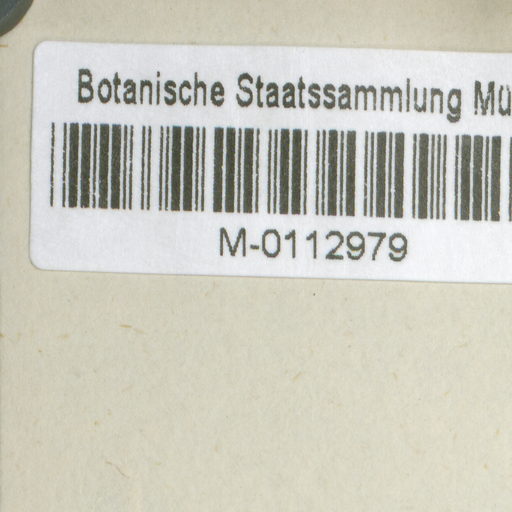 Botanische Staatssammlung Mü
M-0112979